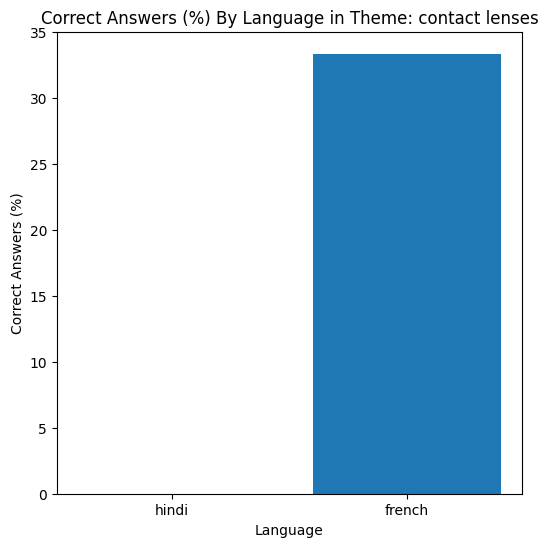 Correct Answers (%) By Language in Theme: contact lenses
35
30
25
20
15
10
5
0
Correct Answers (%)
hindi
french
Language